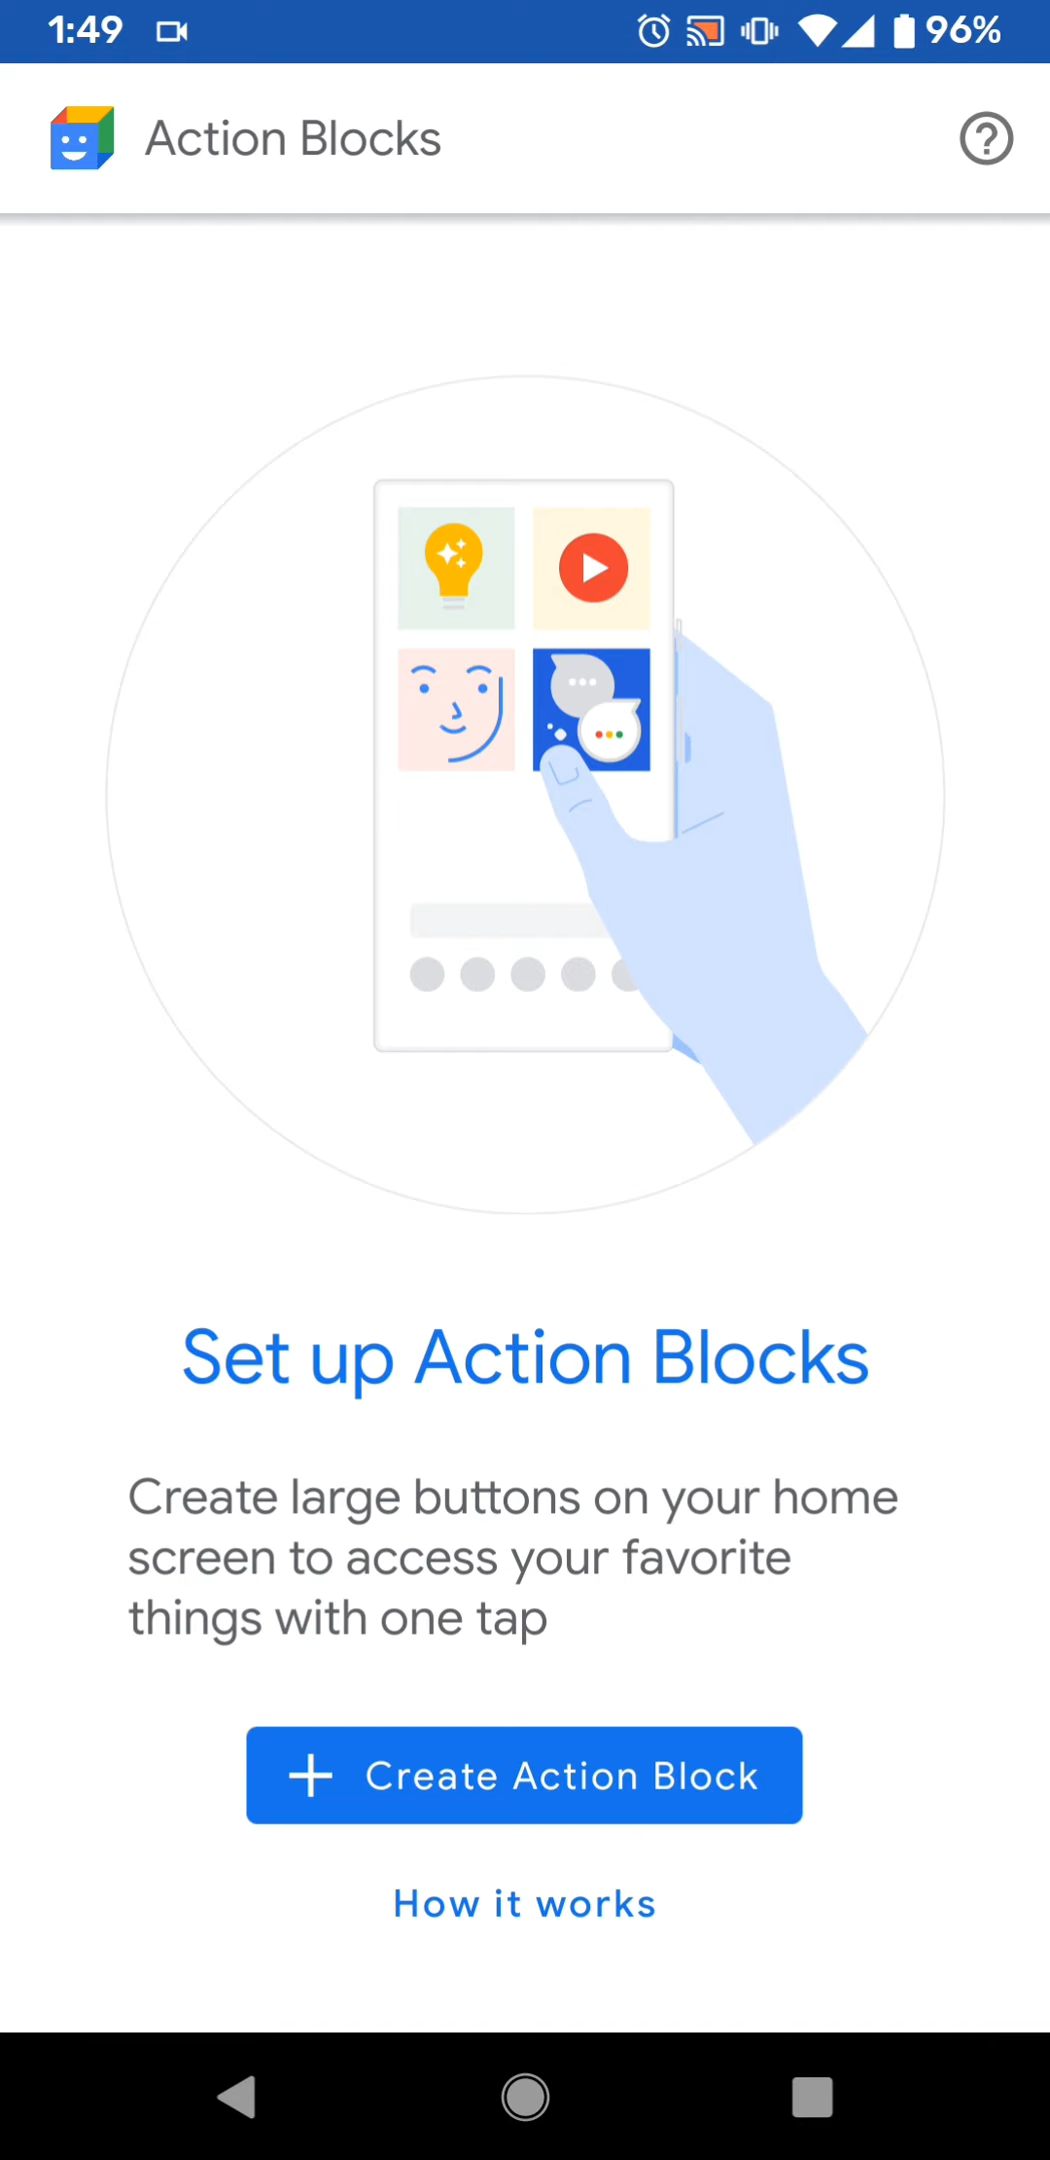 1:49 96%
Action Blocks
Set up Action Blocks
Create large buttons on your home
screen to access your favorite
things with one tap
+ Create Action Block
How it works